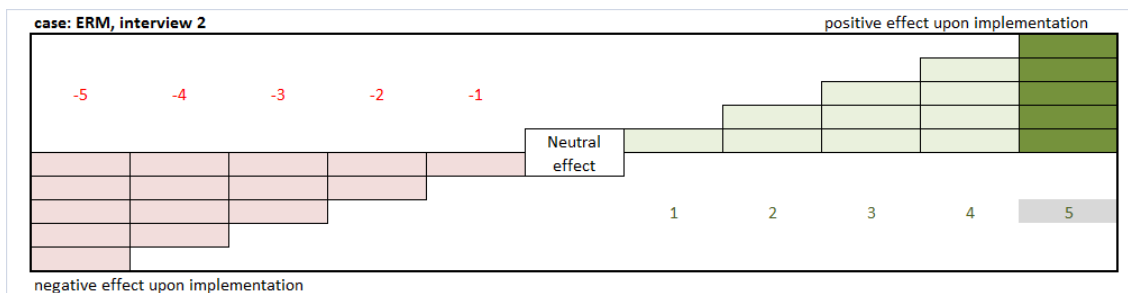 case: ERM, interview 2
positive effect upon implementation
-5 -4 -3 -2 -1
Neutral
effect
1 2 3 4 5
negative effect upon implementation